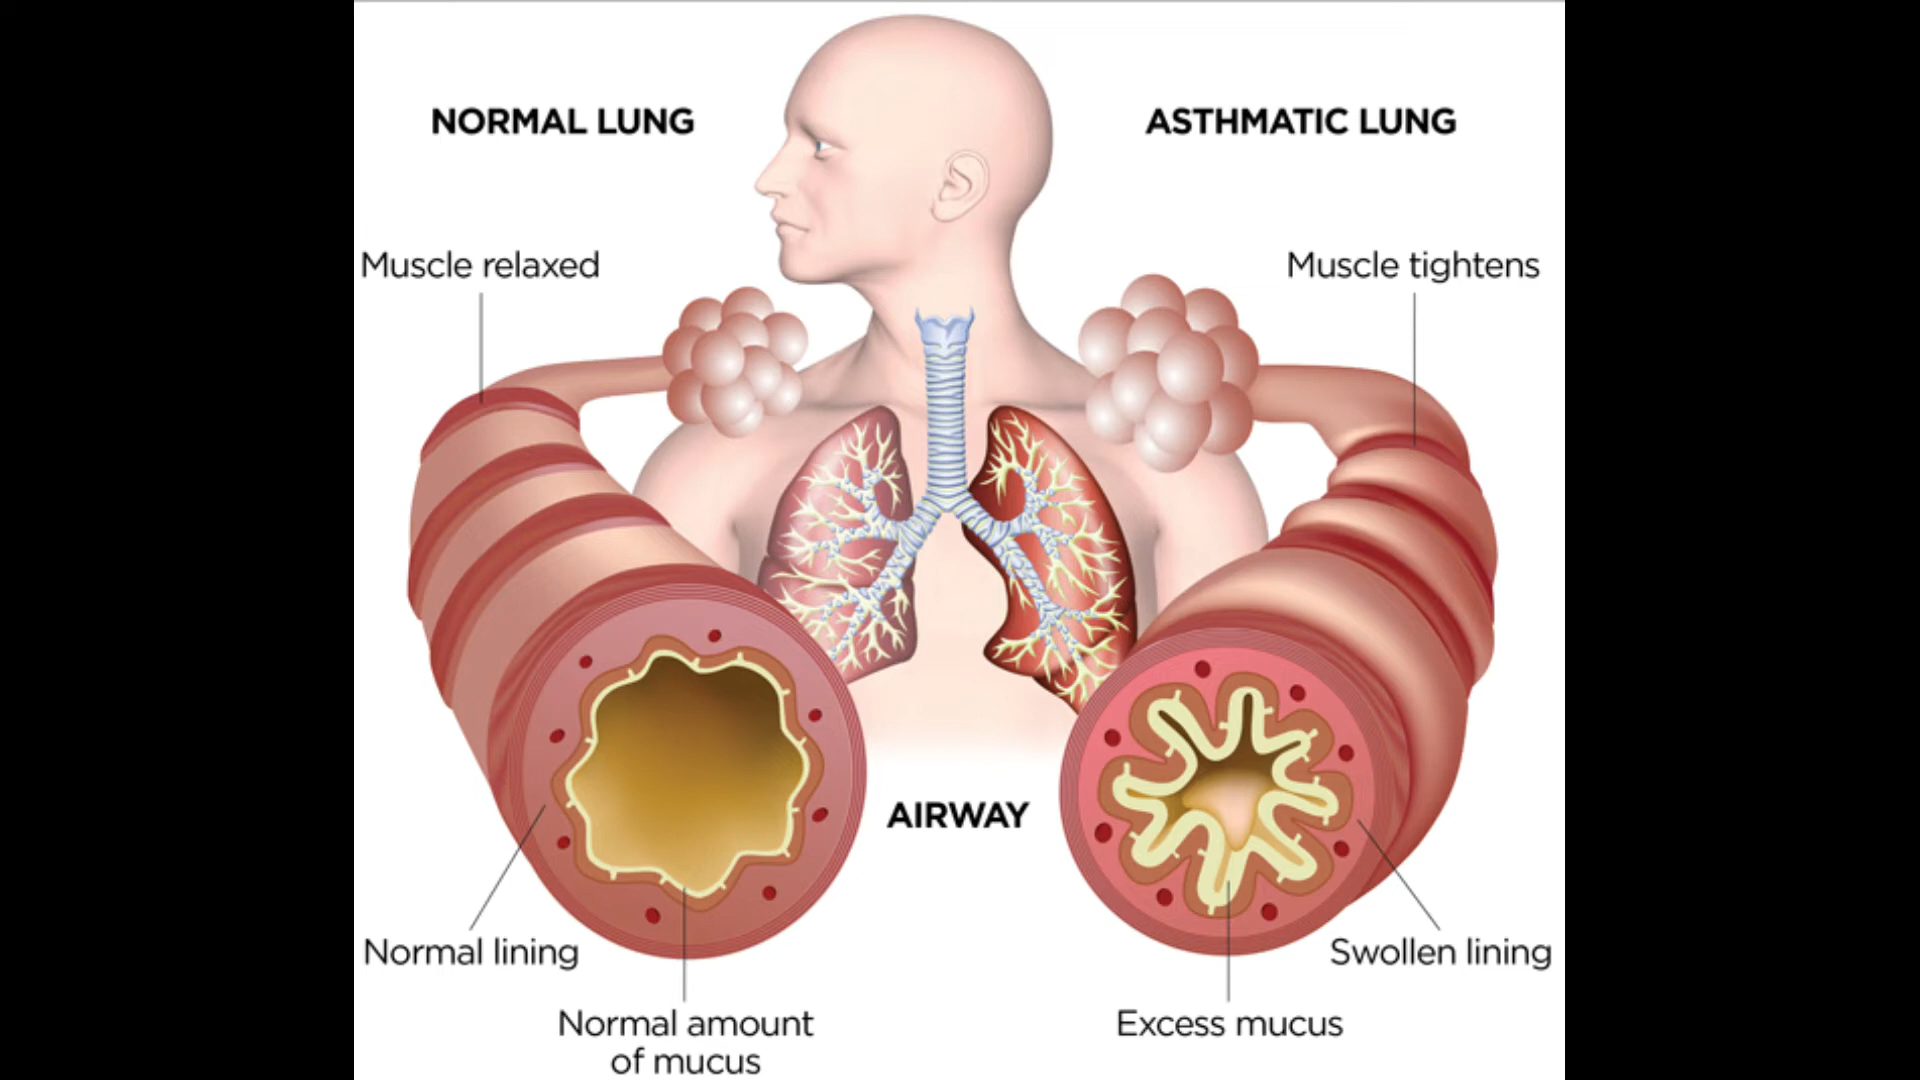 NORMAL LUNG
ASTHMATIC LUNG
Muscle relaxed
Muscle tightens
AIRWAY
Normal lining
Swollen lining
Normal amount
of mucus
Excess mucus